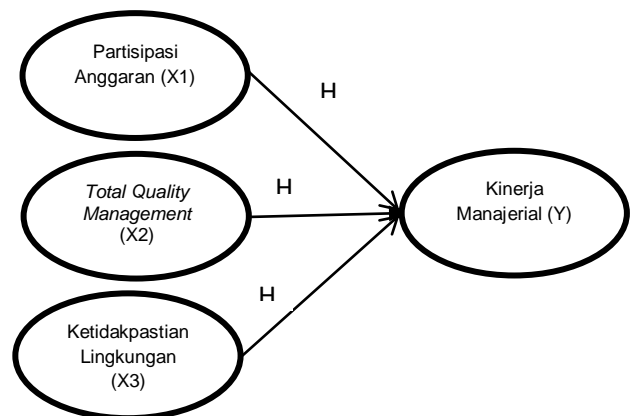 Partisipasi
Anggaran (X1)
H
Total Quality
Management
(X2)
H
Kinerja
Manajerial (Y)
H
Ketidakpastian
Lingkungan
(X3)